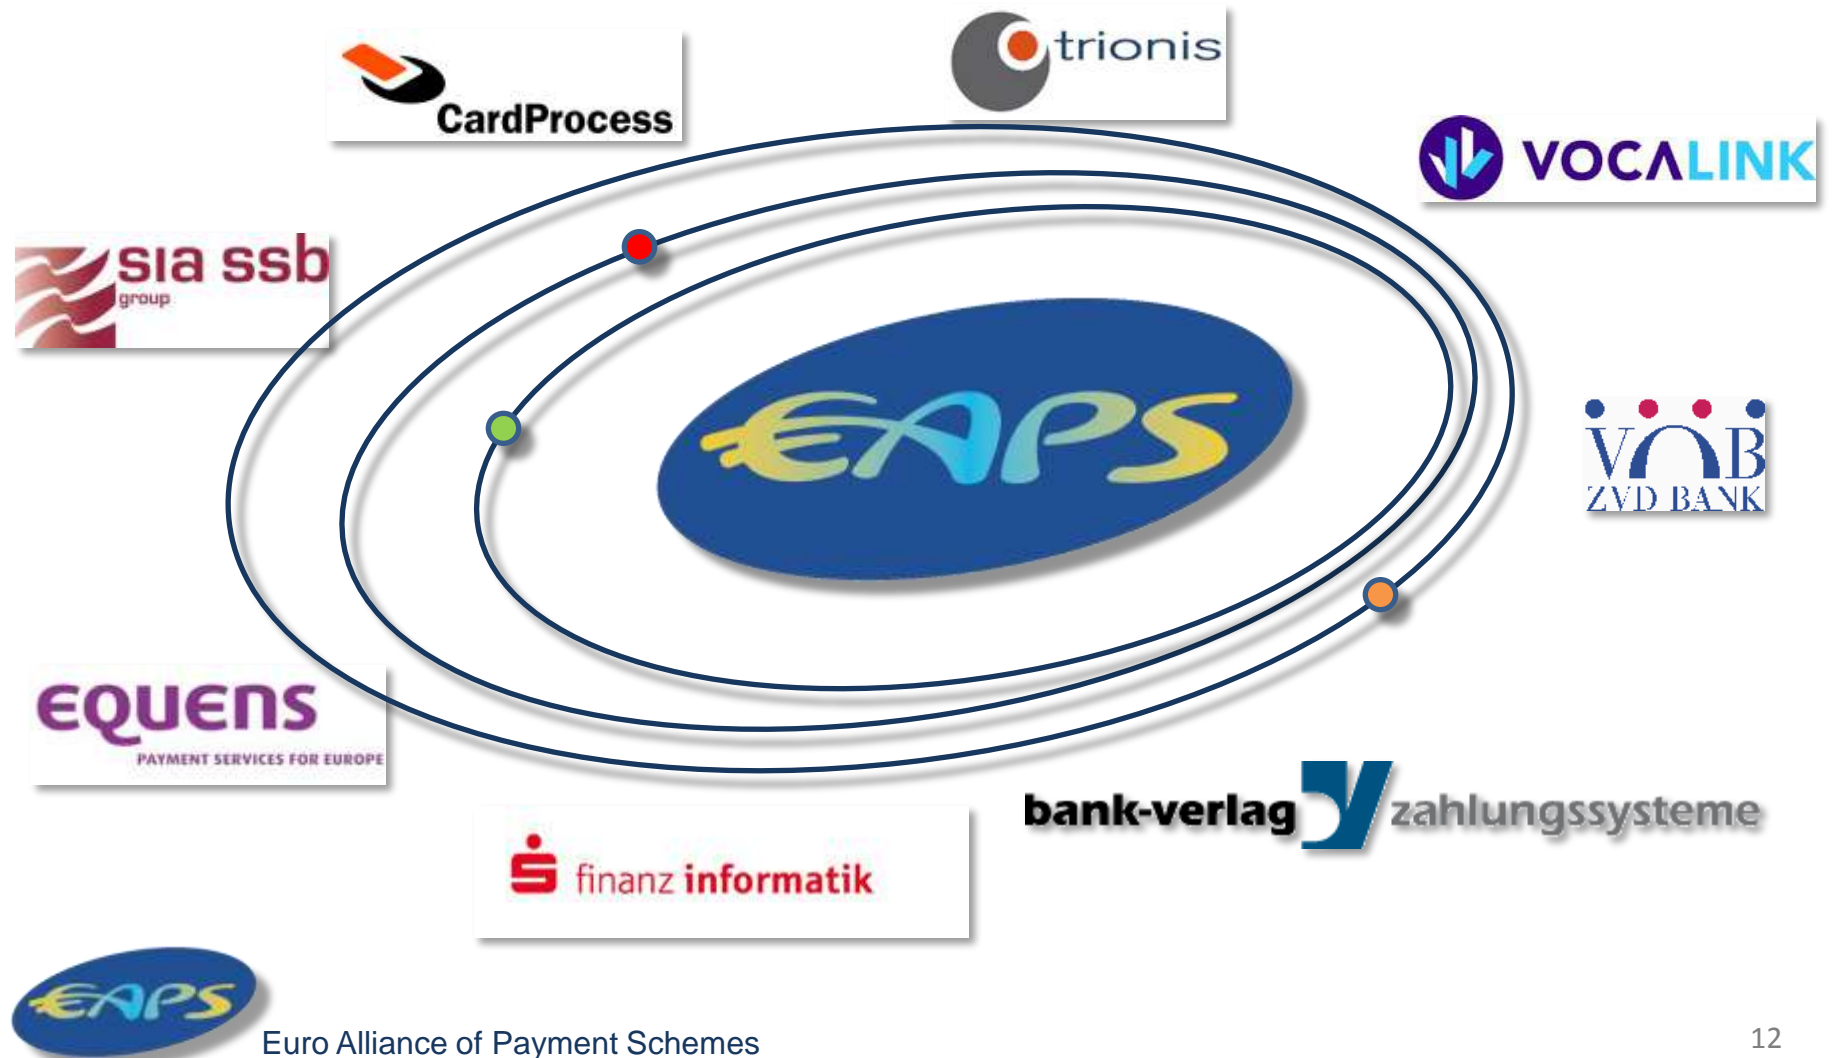 trionis
CardProcess
VOCALINK
sia ssb
group
€APS
VÖB
ZVD BANK
EQUENS
PAYMENT SERVICES FOR EUROPE
bank-verlag zahlungssysteme
finanz informatik
€APS
Euro Alliance of Payment Schemes
12